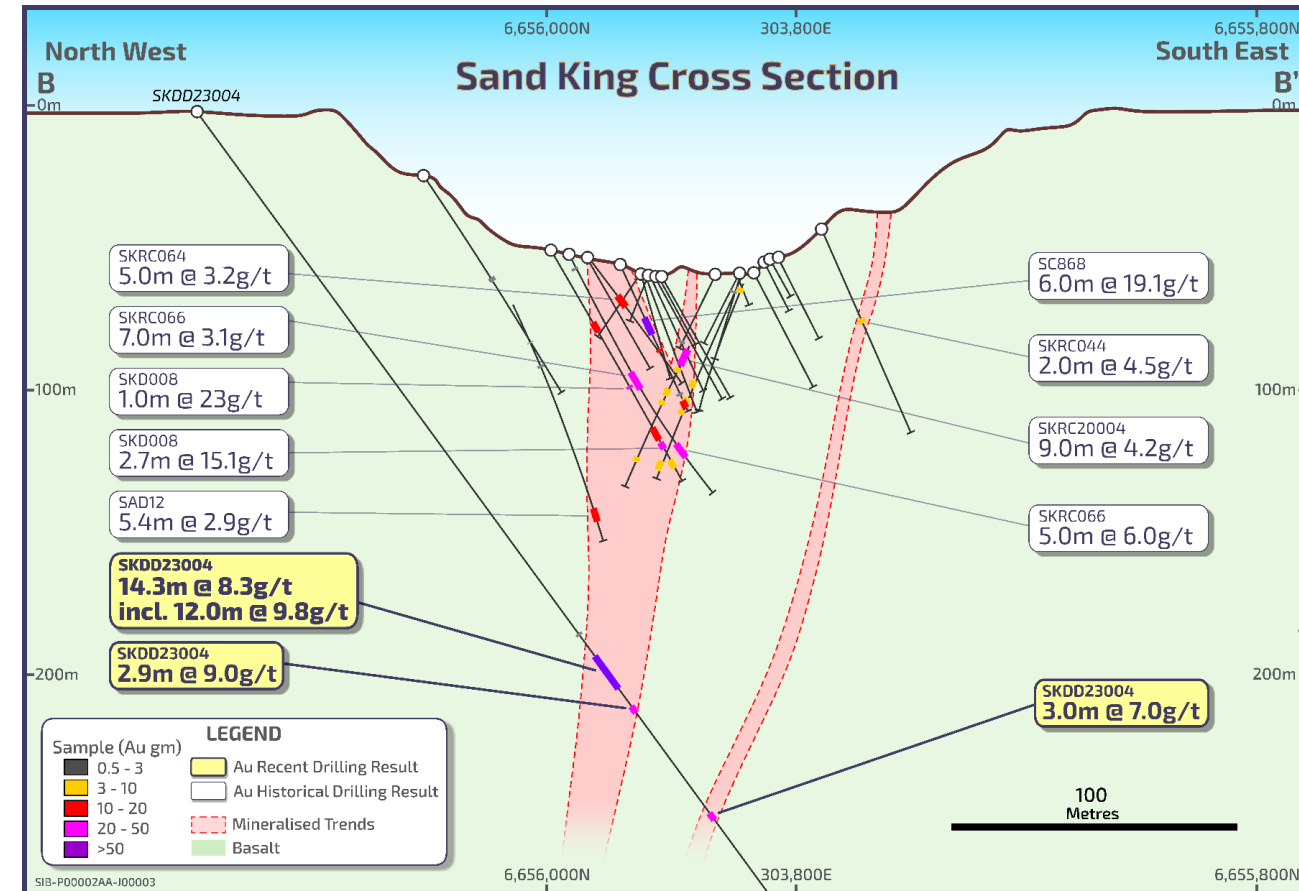 6,656,000N
303,800E
6,655,800N
North West
South East
Sand King Cross Section
B
B'
SKDD23004
0m
0m
SKRC064
5.0m @ 3.2g/t
SC868
6.0m @ 19.1g/t
SKRC066
7.0m @ 3.1g/t
SKRC044
2.0m @ 4.5g/t
SKD008
1.0m @ 23g/t
100m
100m
SKRC20004
9.0m @ 4.2g/t
SKD008
2.7m @ 15.1g/t
SAD12
5.4m @ 2.9g/t
SKRC066
5.0m @ 6.0g/t
SKDD23004
14.3m @ 8.3g/t
incl. 12.0m @ 9.8g/t
SKDD23004
2.9m @ 9.0g/t
200m
200m
SKDD23004
3.0m @ 7.0g/t
LEGEND
Sample (Au gm)
0.5 - 3
3 - 10
10 - 20
20 - 50
>50
Au Recent Drilling Result
Au Historical Drilling Result
Mineralised Trends
Basalt
100
Metres
SIB-P00002AA-J00003
6,656,000N
303,800E
6,655,800N